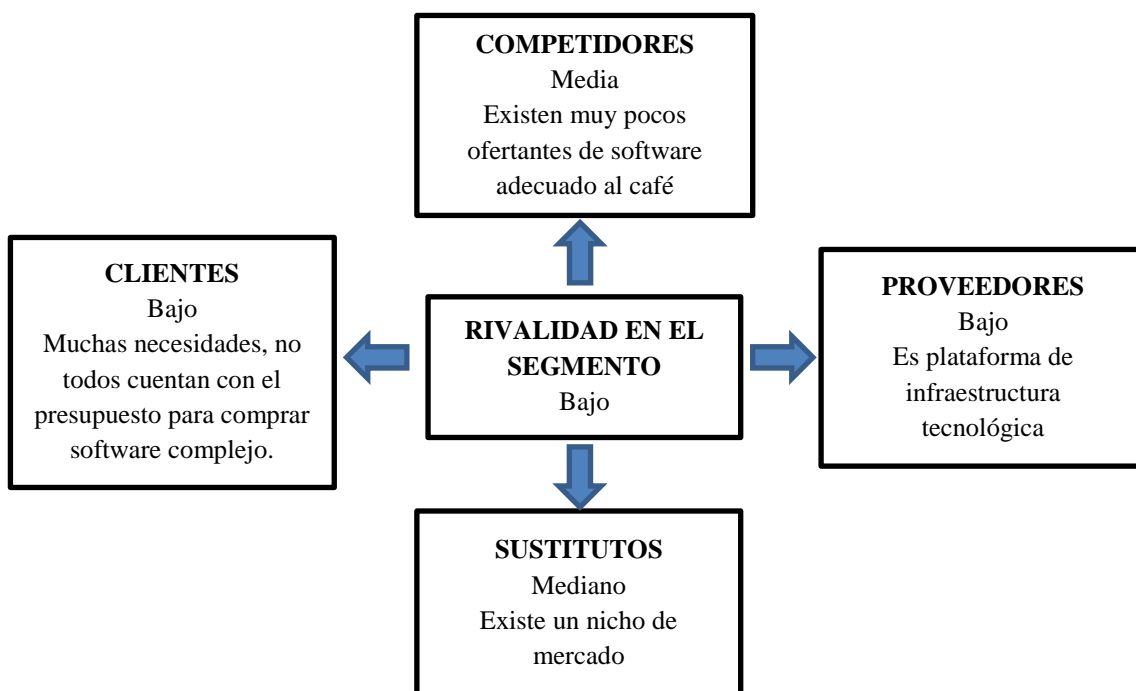 COMPETIDORES
Media
Existen muy pocos
ofertantes de software
adecuado al café
CLIENTES
Bajo
Muchas necesidades, no
todos cuentan con el
presupuesto para comprar
software complejo.
RIVALIDAD EN EL
SEGMENTO
Bajo
PROVEEDORES
Bajo
Es plataforma de
infraestructura
tecnológica
SUSTITUTOS
Mediano
Existe un nicho de
mercado